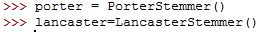 >>> porter = PorterStemmer()
>>> lancaster=LancasterStemmer()